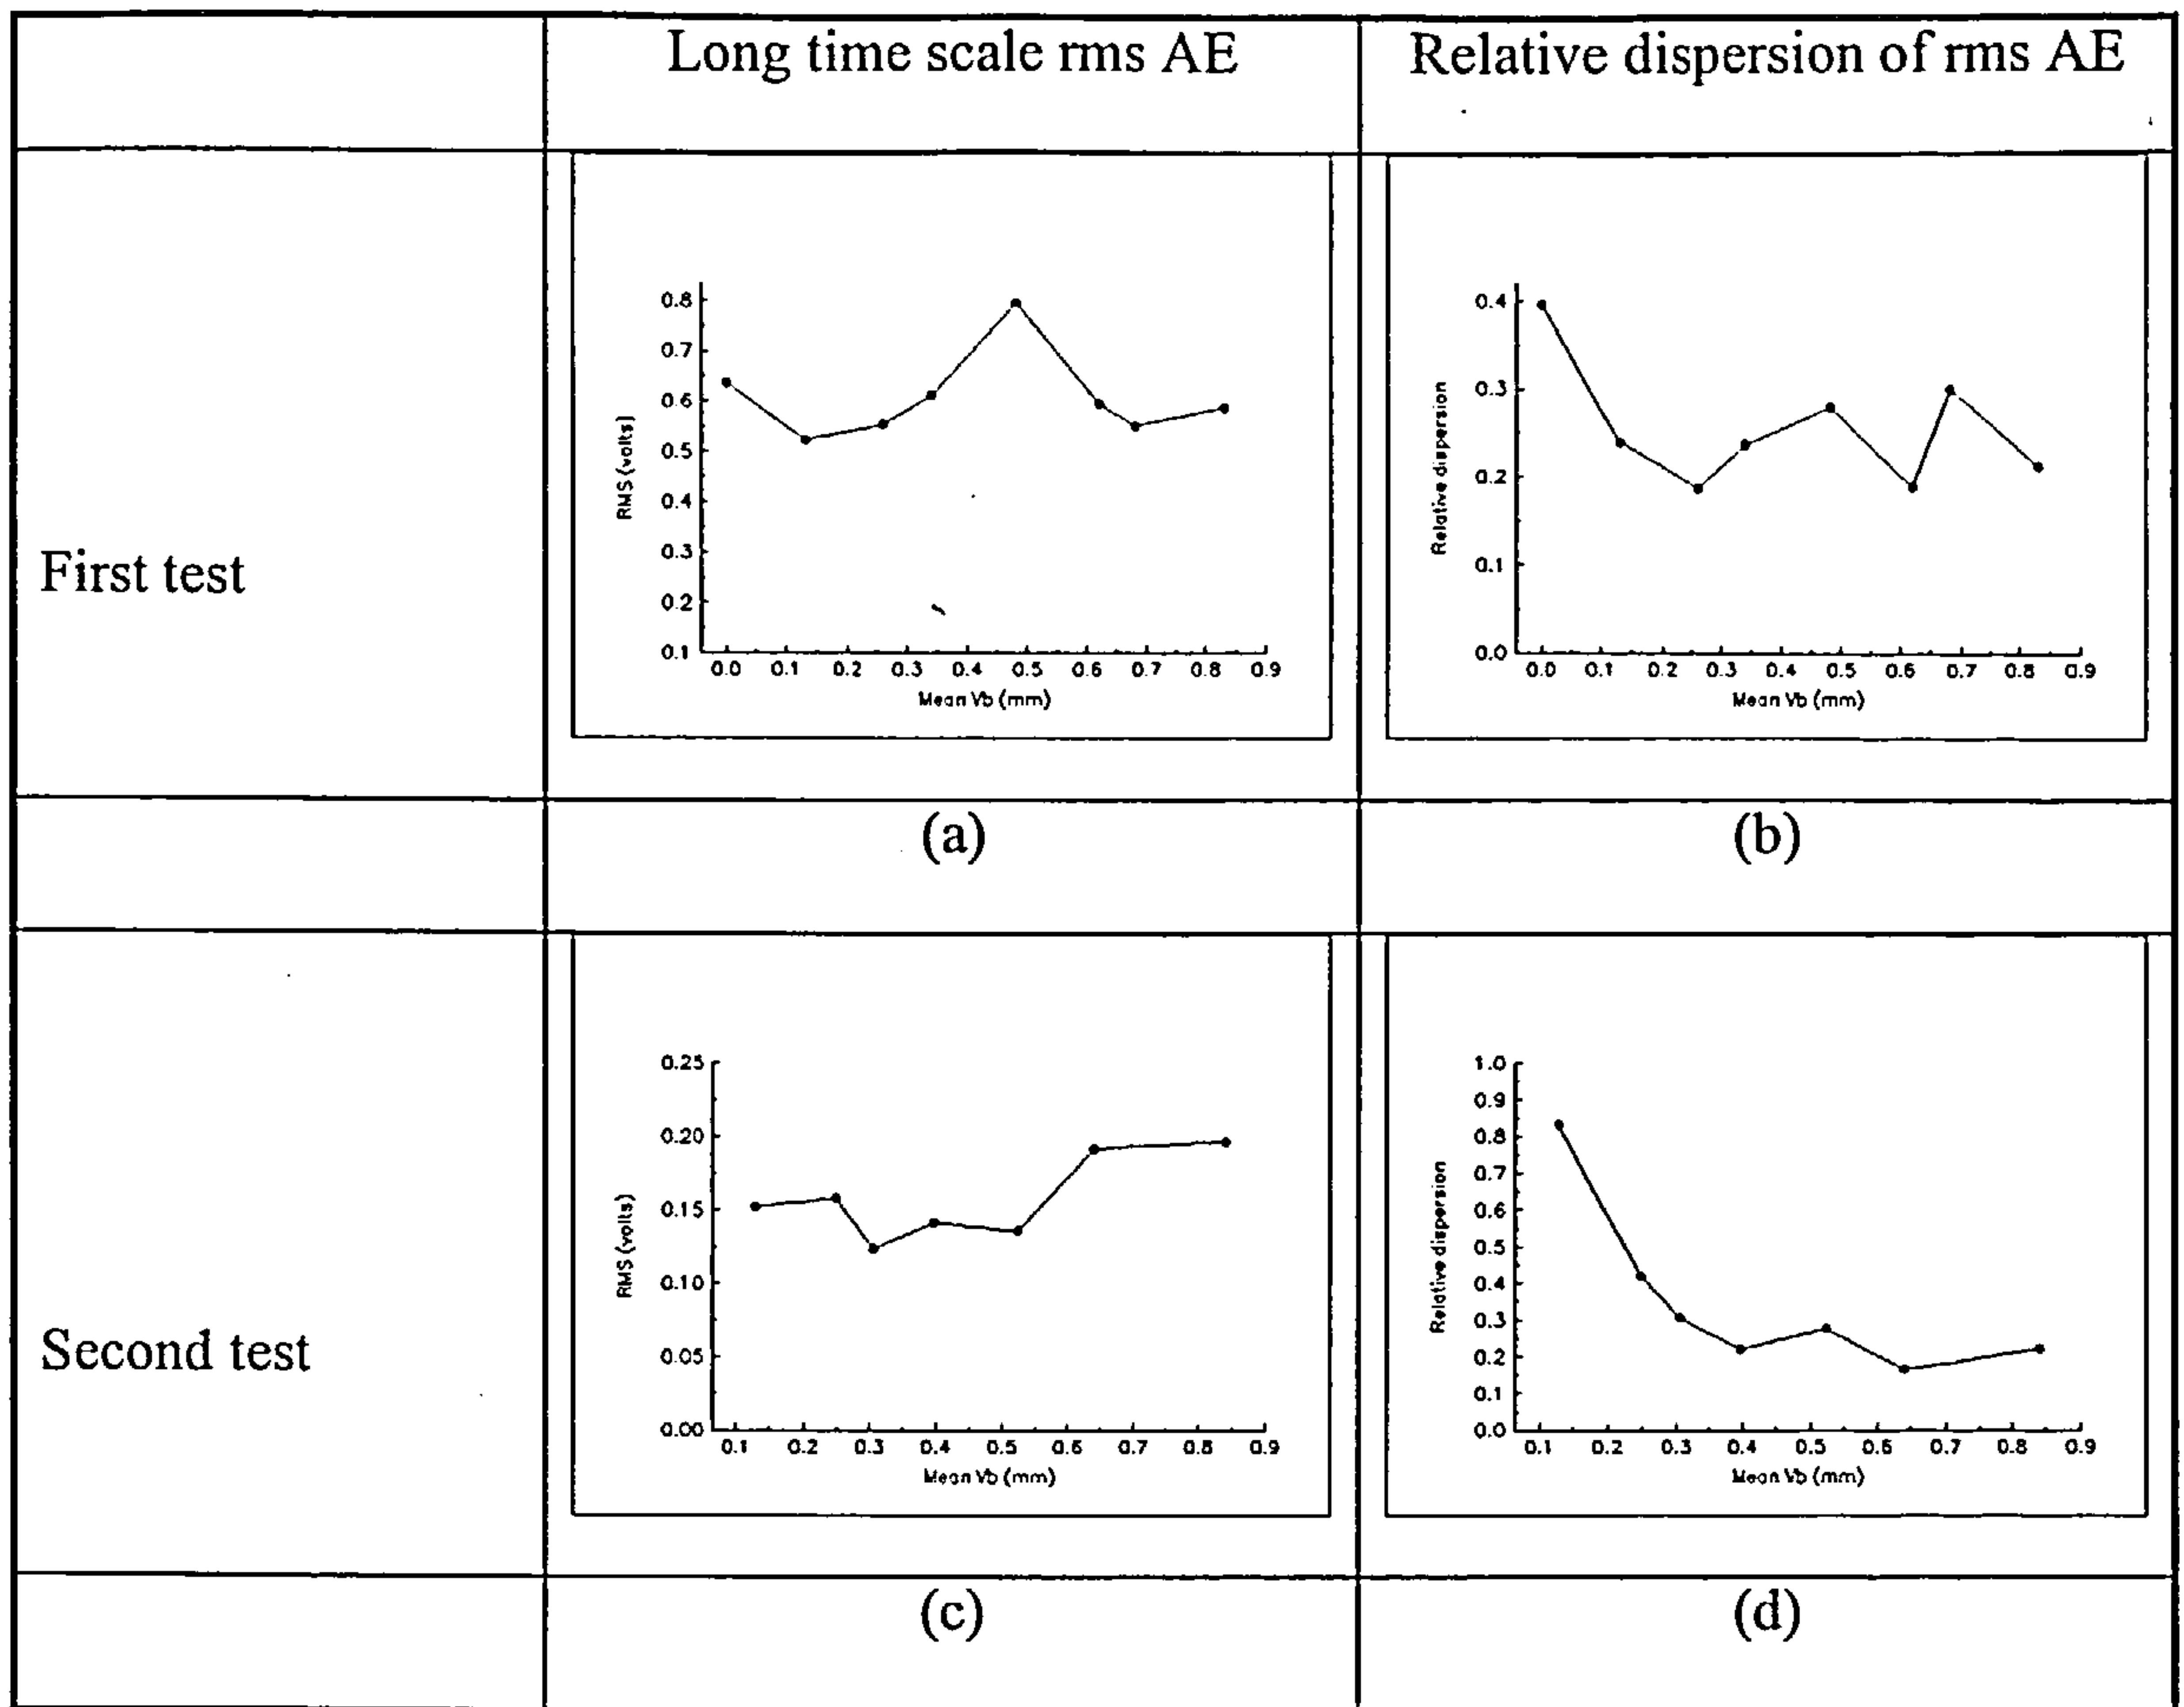 Long time scale rms AE
Relative dispersion of rms AE
First test
0.8
0.7
0.6
0.5
0.4
0.3
0.2
0.1
RMS (volts)
0.0 0.1 0.2 0.3 0.4 0.5 0.6 0.7 0.8 0.9
Mean Vb (mm)
0.4
0.3
0.2
0.1
0.0
Relative dispersion
0.0 0.1 0.2 0.3 0.4 0.5 0.6 0.7 0.8 0.9
Mean Vb (mm)
(a)
(b)
Second test
0.25
0.20
0.15
0.10
0.05
0.00
RMS (volts)
0.1 0.2 0.3 0.4 0.5 0.6 0.7 0.8 0.9
Mean Vb (mm)
1.0
0.9
0.8
0.7
0.6
0.5
0.4
0.3
0.2
0.1
0.0
Relative dispersion
0.1 0.2 0.3 0.4 0.5 0.6 0.7 0.8 0.9
Mean Vb (mm)
(c)
(d)